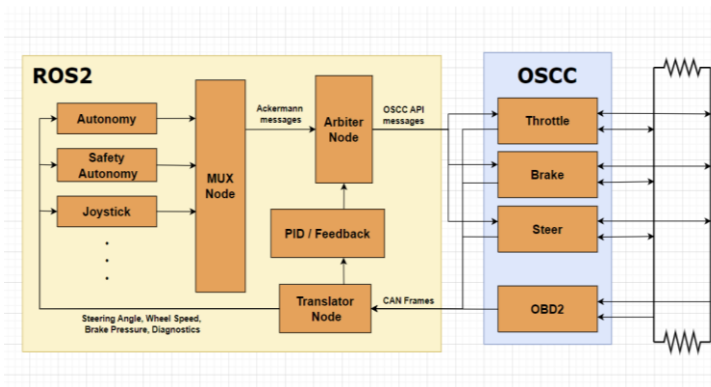 ROS2
OSCC
Autonomy
Safety
Autonomy
Joystick
MUX
Node
Ackermann
messages
Arbiter
Node
OSCC API
messages
PID / Feedback
Translator
Node
Steering Angle, Wheel Speed,
Brake Pressure, Diagnostics
CAN Frames
Throttle
Brake
Steer
OBD2